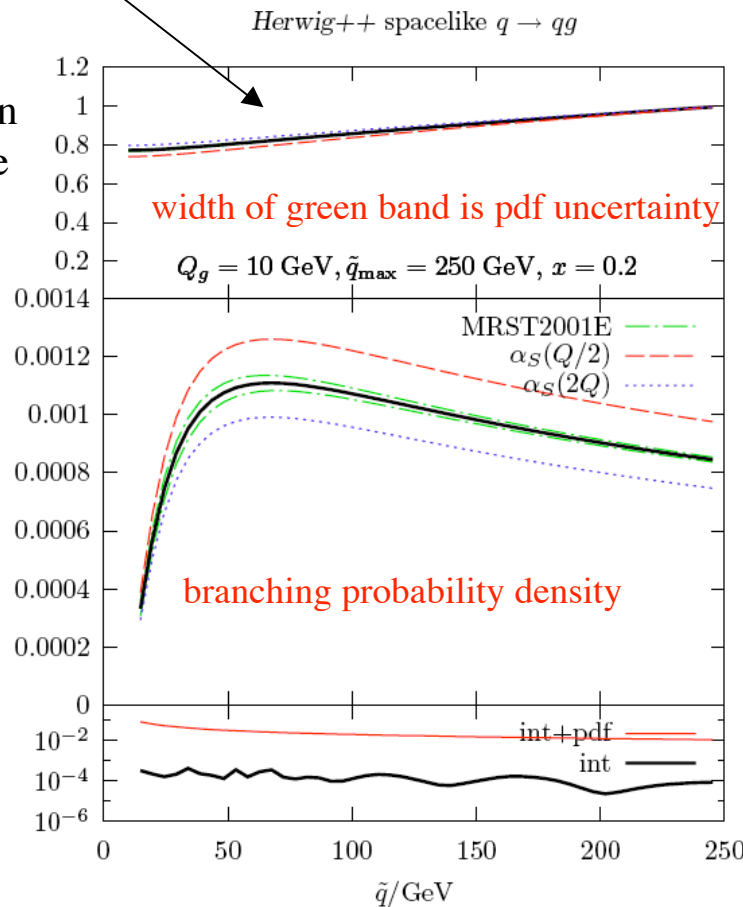 Herwig++ spacelike q → qg
1.2
1
0.8
0.6
0.4
0.2
n
e
width of green band is pdf uncertainty
Q_g = 10 GeV, q̃_max = 250 GeV, x = 0.2
0.0014
0.0012
0.001
0.0008
0.0006
0.0004
0.0002
0
MRST2001E
α_S(Q/2)
α_S(2Q)
branching probability density
10^−2
10^−4
10^−6
int+pdf
int
0 50 100 150 200 250
q̃/GeV